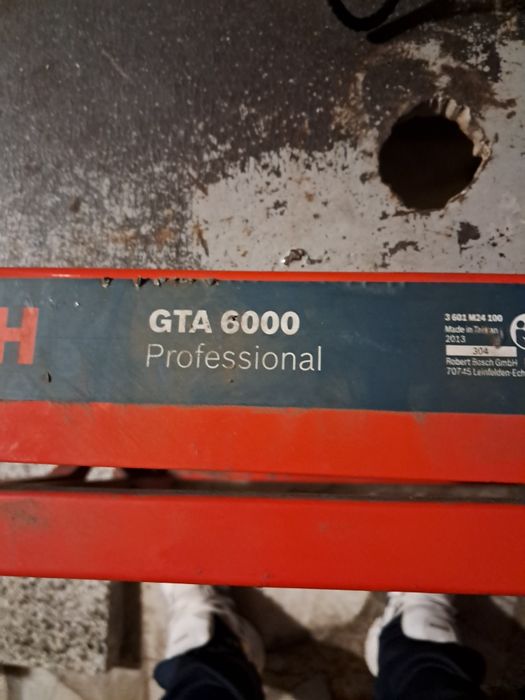 H
GTA 6000
Professional
3 601 M24 100
Made in Taiwan
2013
304
Robert Bosch GmbH
70745 Leinfelden-Ech